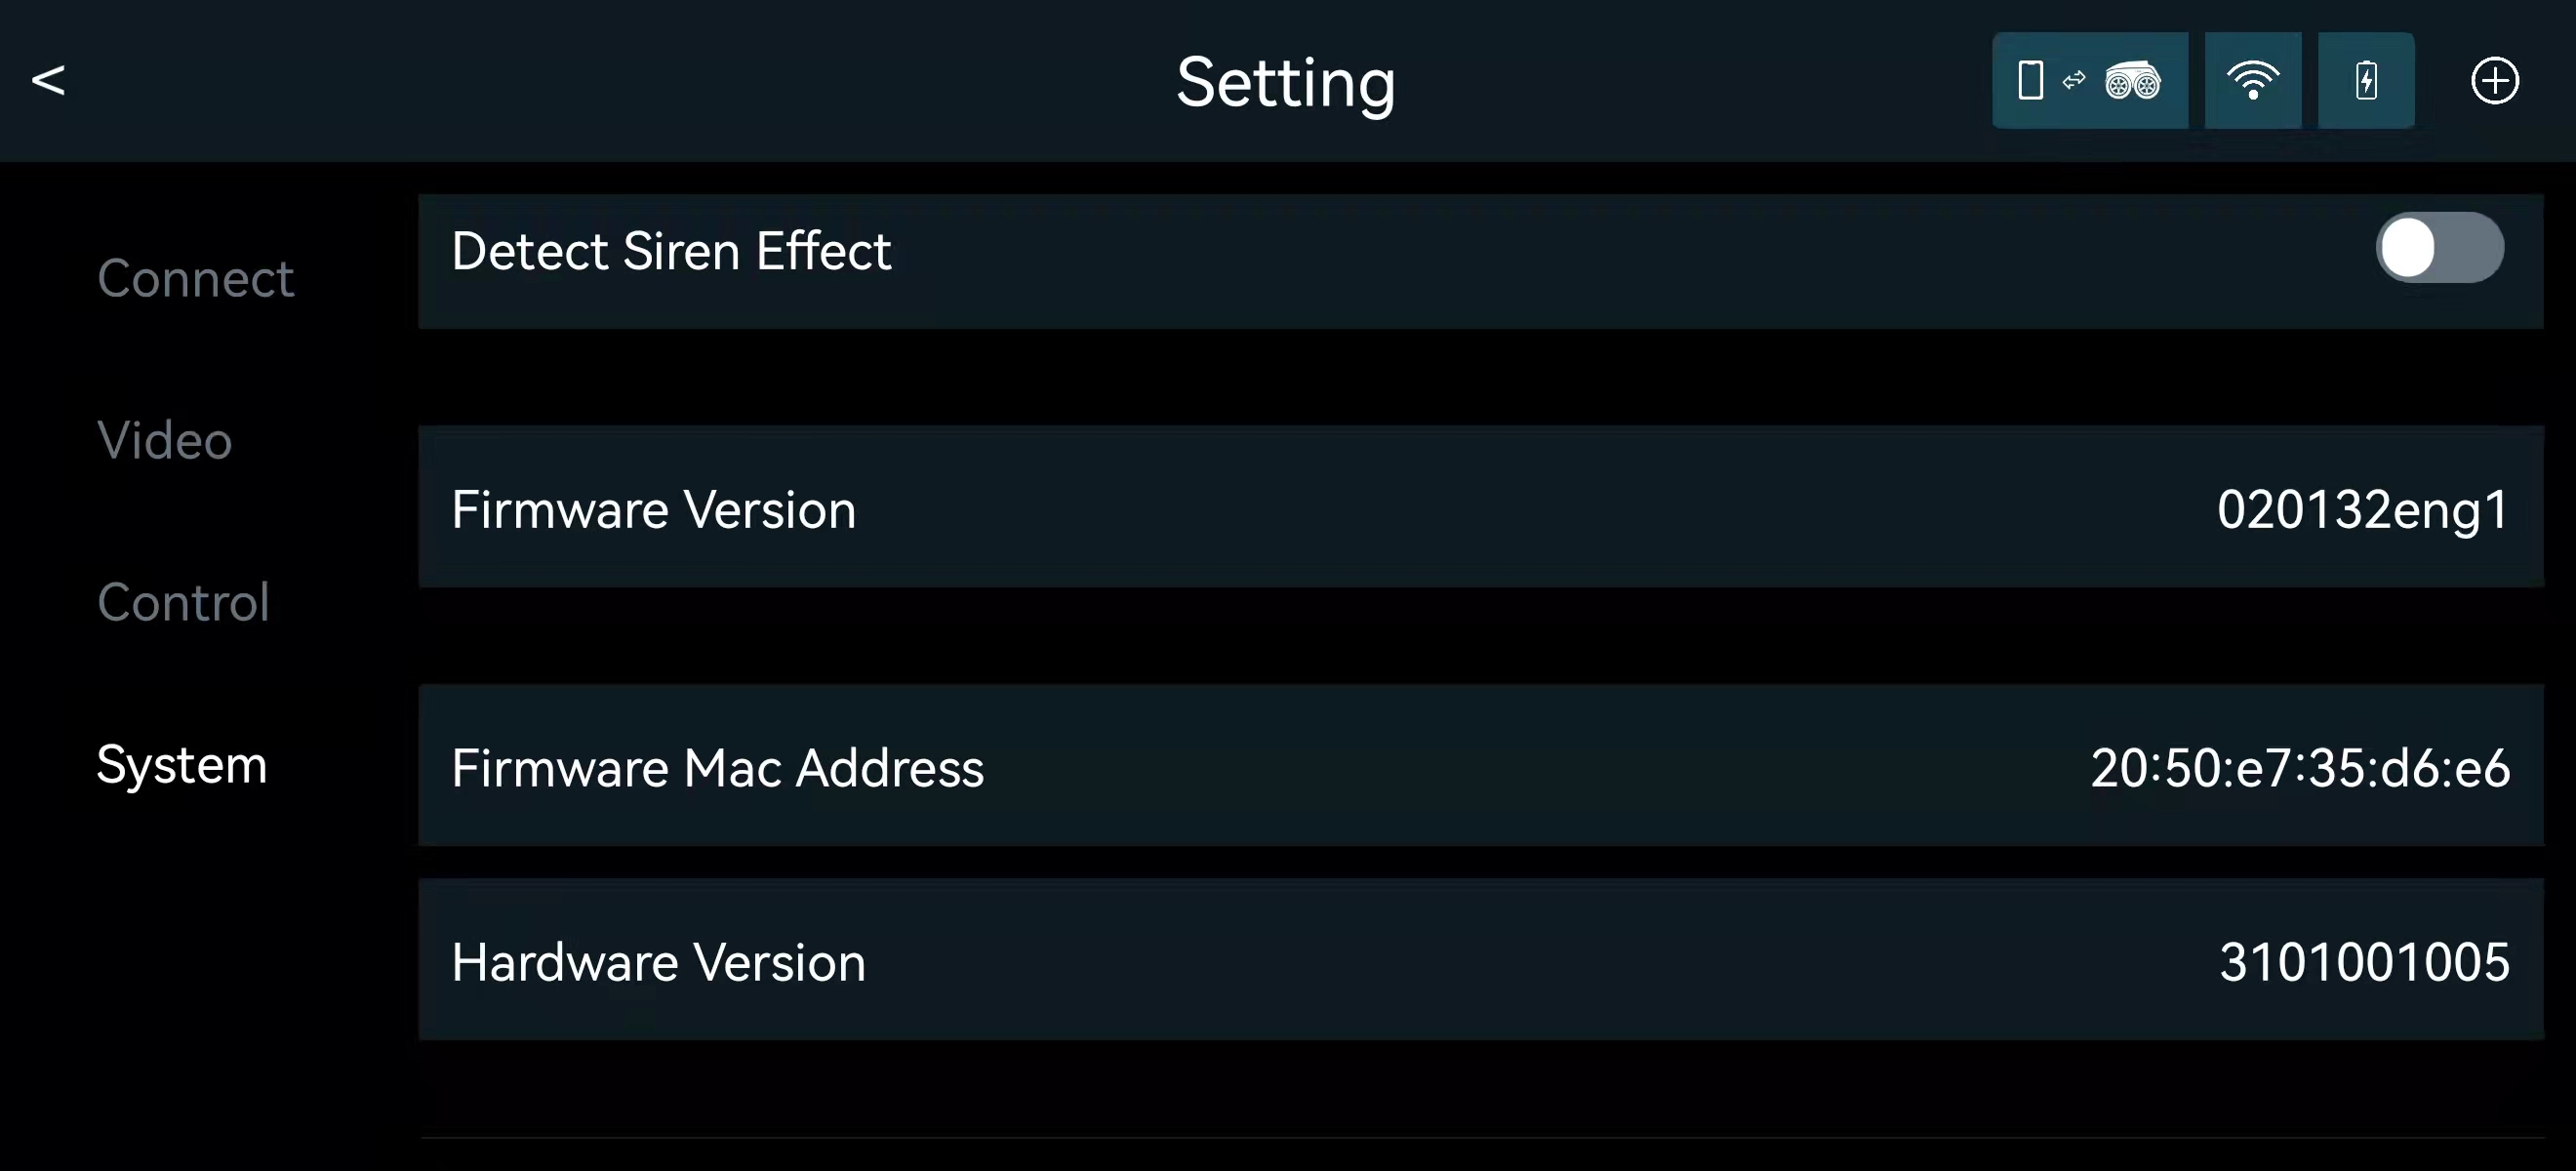 <
Setting
Connect
Video
Control
System
Detect Siren Effect
Firmware Version 020132eng1
Firmware Mac Address 20:50:e7:35:d6:e6
Hardware Version 3101001005